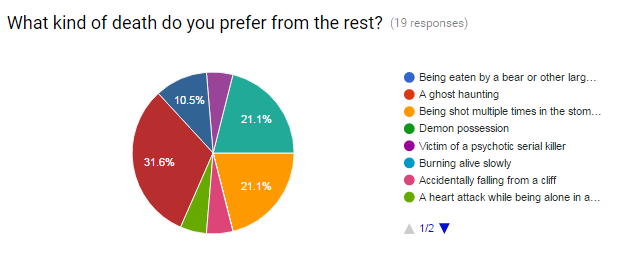 What kind of death do you prefer from the rest? (19 responses)
10.5%
21.1%
31.6%
21.1%
Being eaten by a bear or other larg...
A ghost haunting
Being shot multiple times in the stom...
Demon possession
Victim of a psychotic serial killer
Burning alive slowly
Accidentally falling from a cliff
A heart attack while being alone in a...
1/2